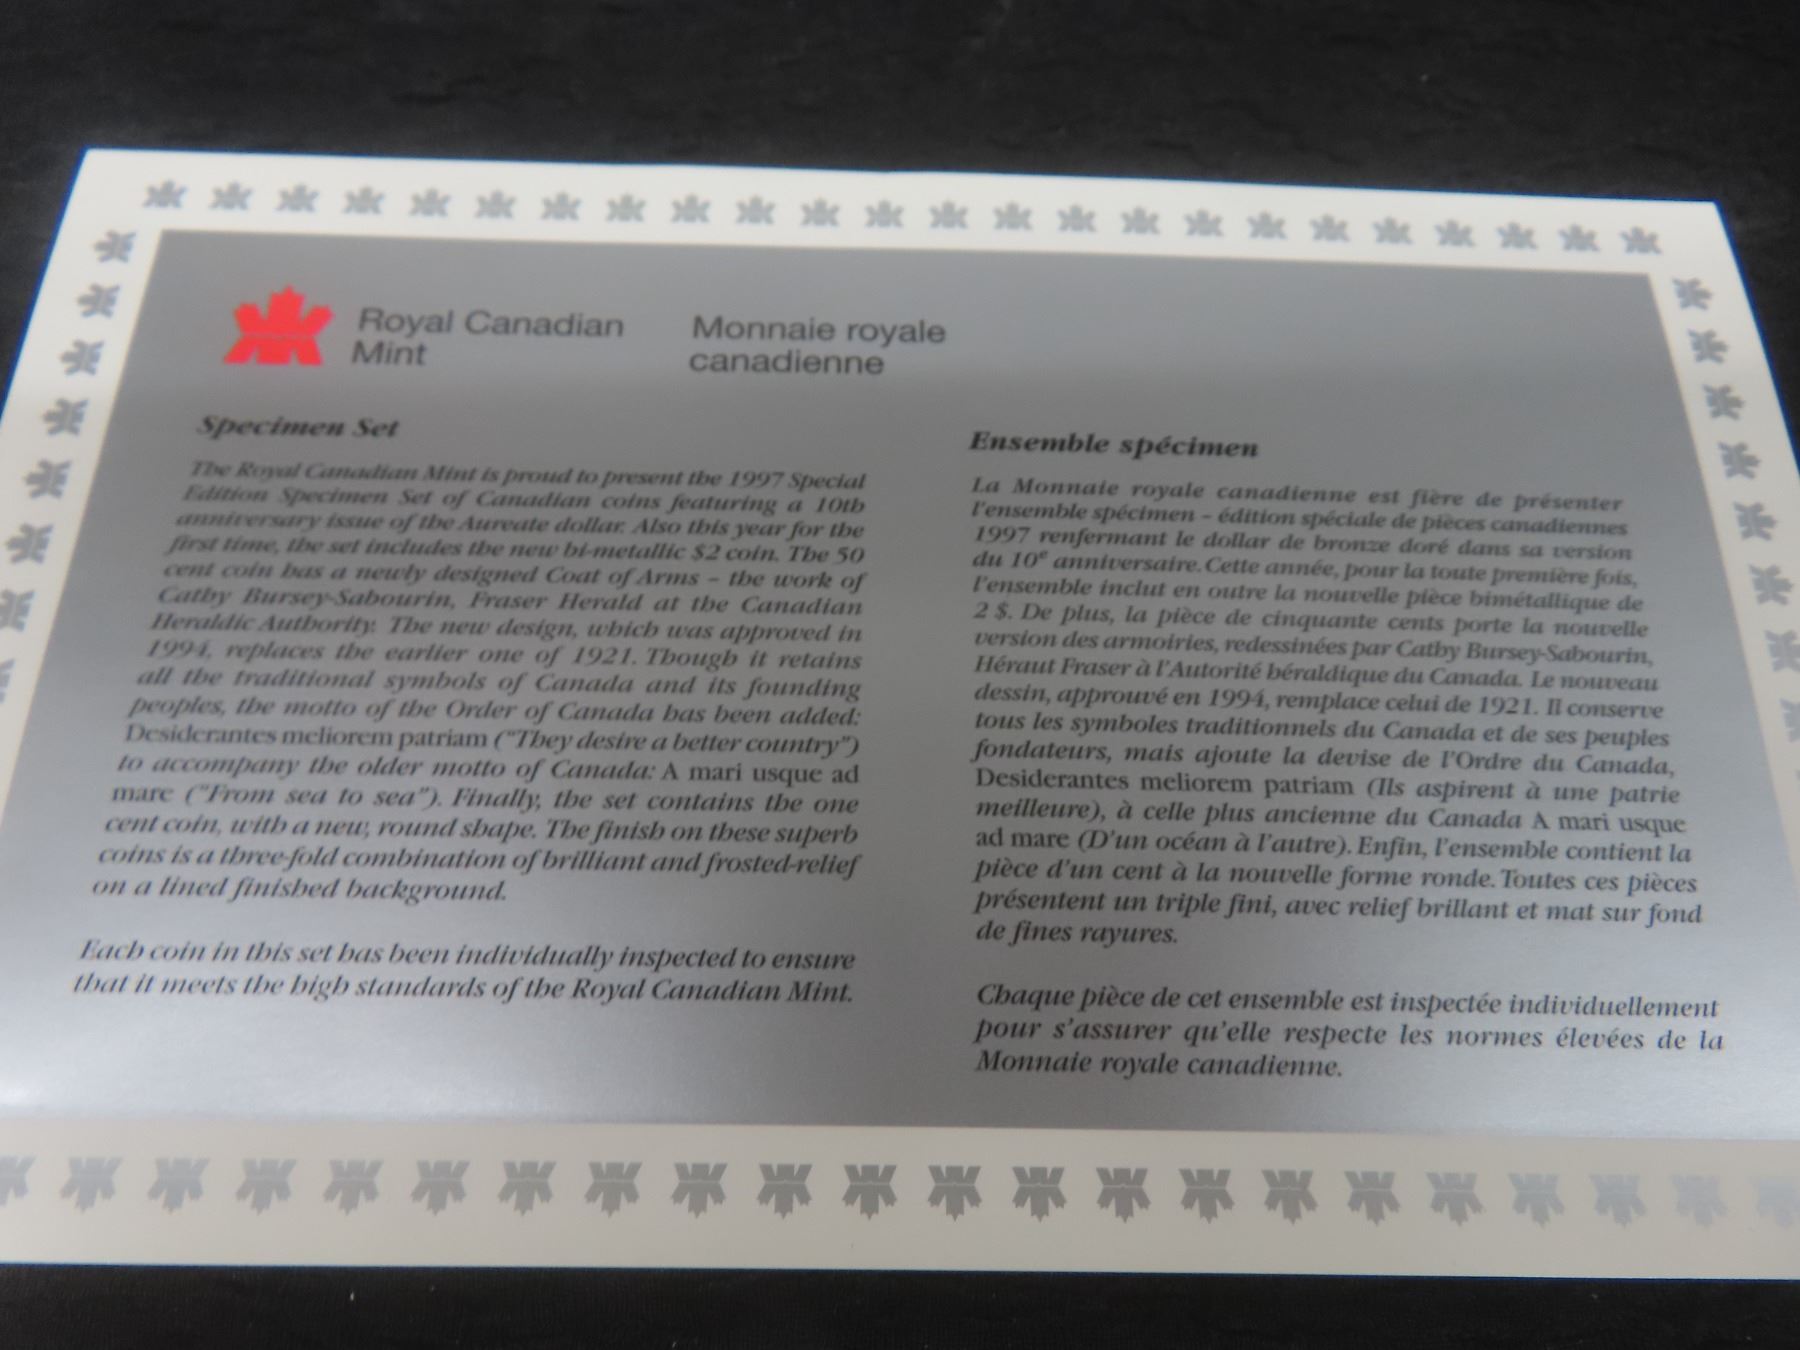 Royal Canadian
Mint
Monnaie royale
canadienne
Specimen Set
The Royal Canadian Mint is proud to present the 1997 Special
Edition Specimen Set of Canadian coins featuring a 10th
anniversary issue of the Aureate dollar. Also this year for the
first time, the set includes the new bi-metallic $2 coin. The 50
cent coin has a newly designed Coat of Arms – the work of
Cathy Bursey-Sabourin, Fraser Herald at the Canadian
Heraldic Authority. The new design, which was approved in
1994, replaces the earlier one of 1921. Though it retains
all the traditional symbols of Canada and its founding
peoples, the motto of the Order of Canada has been added:
Desiderantes meliorem patriam ("They desire a better country")
to accompany the older motto of Canada: A mari usque ad
mare ("From sea to sea"). Finally, the set contains the one
cent coin, with a new, round shape. The finish on these superb
coins is a three-fold combination of brilliant and frosted-relief
on a lined finished background.
Each coin in this set has been individually inspected to ensure
that it meets the high standards of the Royal Canadian Mint.
Ensemble spécimen
La Monnaie royale canadienne est fière de présenter
l'ensemble spécimen – édition spéciale de pièces canadiennes
1997 renfermant le dollar de bronze doré dans sa version
du 10e anniversaire. Cette année, pour la toute première fois,
l'ensemble inclut en outre la nouvelle pièce bimétallique de
2 $. De plus, la pièce de cinquante cents porte la nouvelle
version des armoiries, redessinées par Cathy Bursey-Sabourin,
Héraut Fraser à l'Autorité héraldique du Canada. Le nouveau
dessin, approuvé en 1994, remplace celui de 1921. Il conserve
tous les symboles traditionnels du Canada et de ses peuples
fondateurs, mais ajoute la devise de l'Ordre du Canada,
Desiderantes meliorem patriam (Ils aspirent à une patrie
meilleure), à celle plus ancienne du Canada A mari usque
ad mare (D'un océan à l'autre). Enfin, l'ensemble contient la
pièce d'un cent à la nouvelle forme ronde. Toutes ces pièces
présentent un triple fini, avec relief brillant et mat sur fond
de fines rayures.
Chaque pièce de cet ensemble est inspectée individuellement
pour s'assurer qu'elle respecte les normes élevées de la
Monnaie royale canadienne.